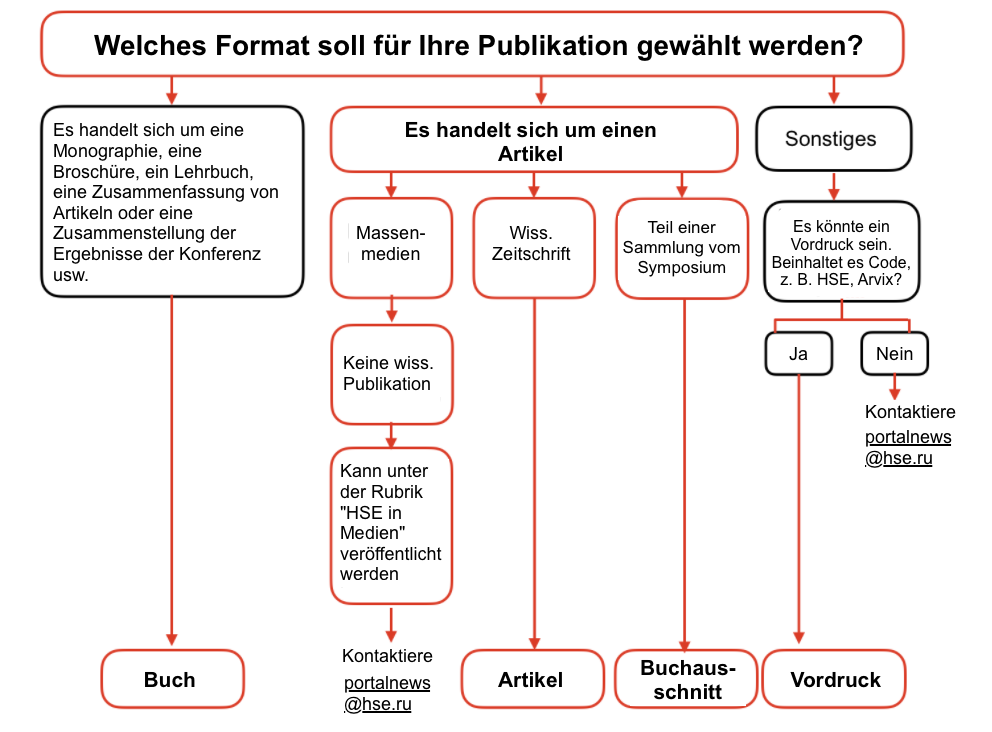 Welches Format soll für Ihre Publikation gewählt werden?
Es handelt sich um eine
Monographie, eine
Broschüre, ein Lehrbuch,
eine Zusammenfassung von
Artikeln oder eine
Zusammenstellung der
Ergebnisse der Konferenz
usw.
Es handelt sich um einen
Artikel
Sonstiges
Massen-
medien
Wiss.
Zeitschrift
Teil einer
Sammlung vom
Symposium
Es könnte ein
Vordruck sein.
Beinhaltet es Code,
z. B. HSE, Arvix?
Ja
Nein
Keine wiss.
Publikation
Kontaktiere
portalnews
@hse.ru
Kann unter
der Rubrik
"HSE in
Medien"
veröffentlicht
werden
Kontaktiere
portalnews
@hse.ru
Buch
Artikel
Buchaus-
schnitt
Vordruck